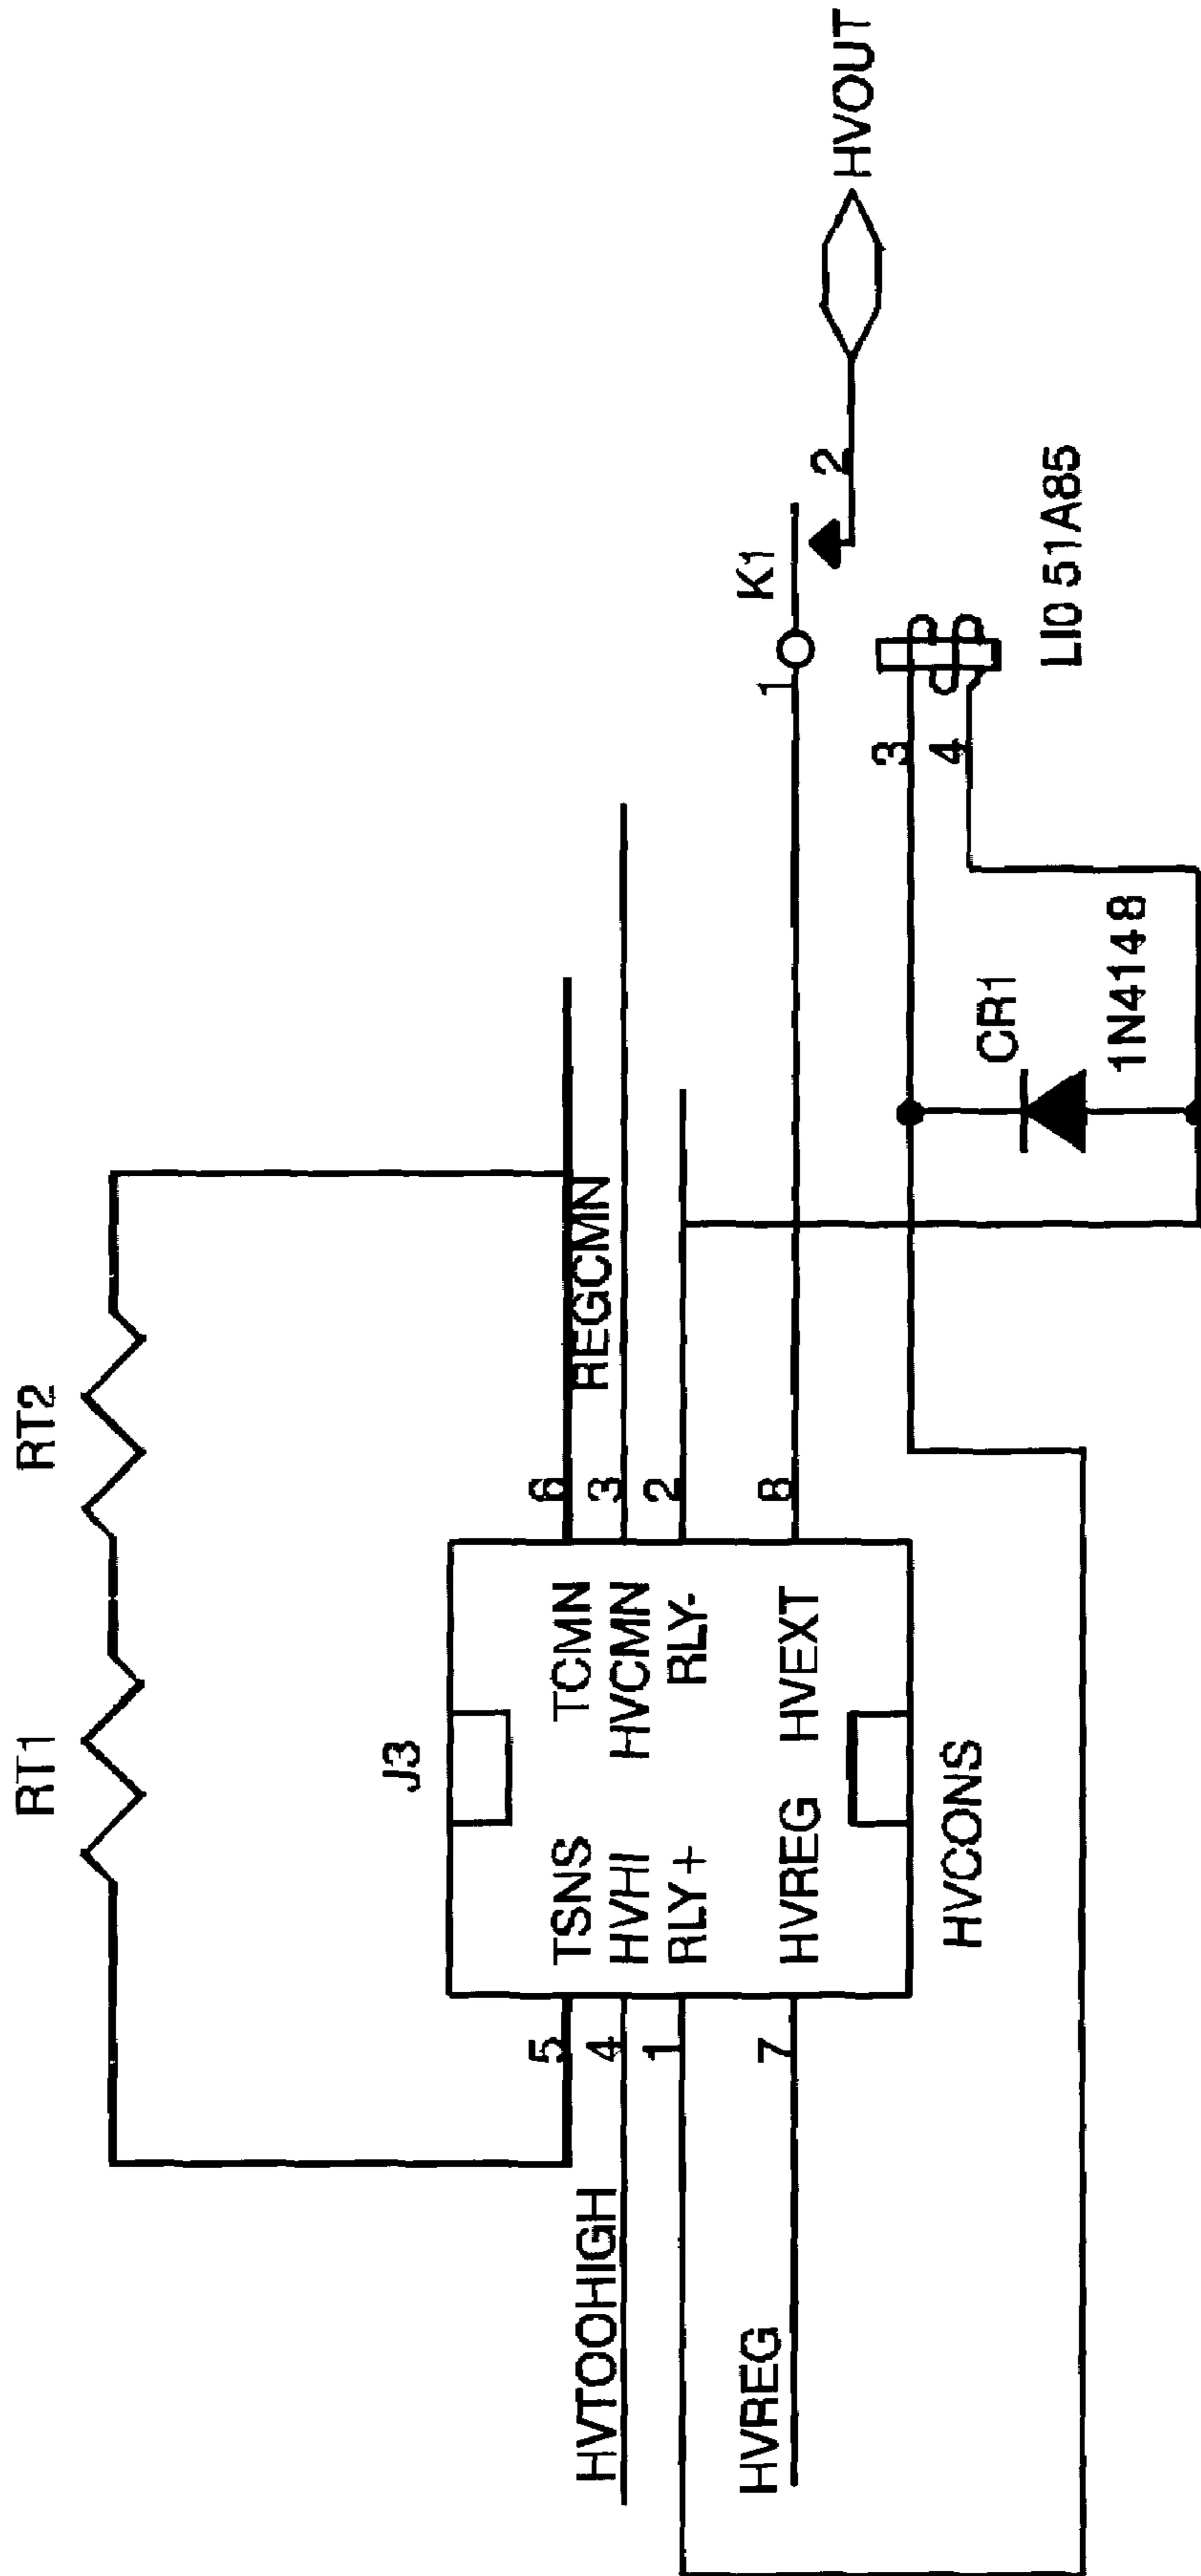 RT1
RT2
J3
5
TSNS
TCMN
6
HVTOOHIGH
4
HVHI
HVCMN
3
REGCMN
1
RLY+
RLY-
2
HVREG
7
HVREG
HVEXT
8
1
K1
2
HVOUT
HVCONS
3
4
CR1
1N4148
LI0 51A85